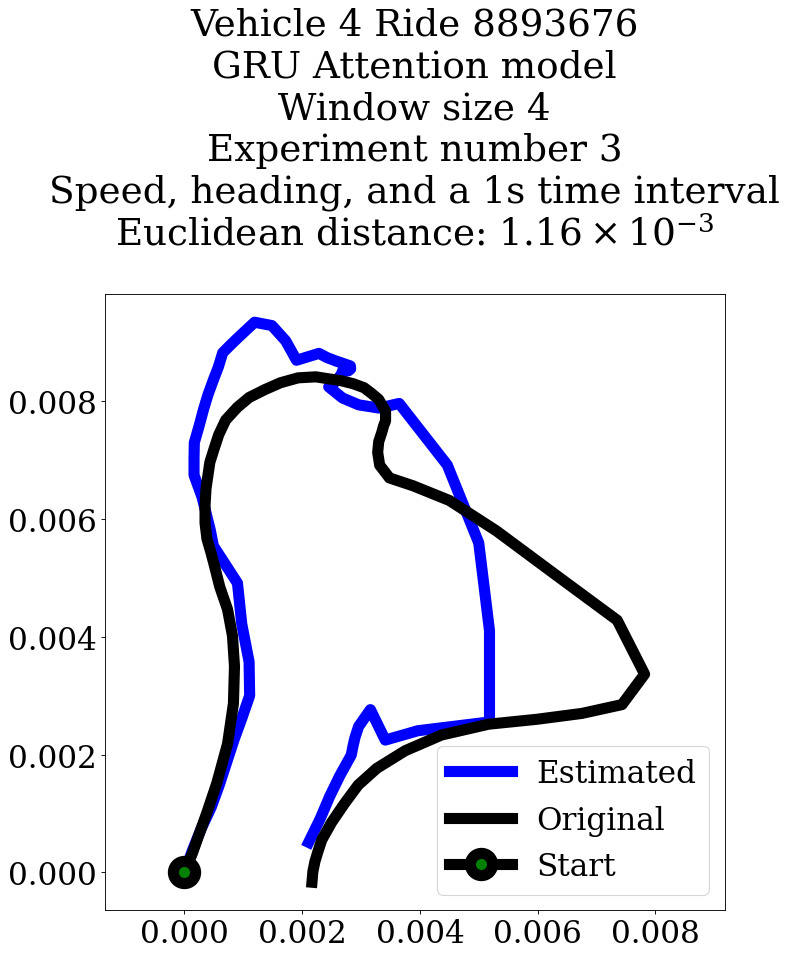 Vehicle 4 Ride 8893676
GRU Attention model
Window size 4
Experiment number 3
Speed, heading, and a 1s time interval
Euclidean distance: 1.16 × 10⁻³
0.008
0.006
0.004
0.002
0.000
Estimated
Original
Start
0.000 0.002 0.004 0.006 0.008